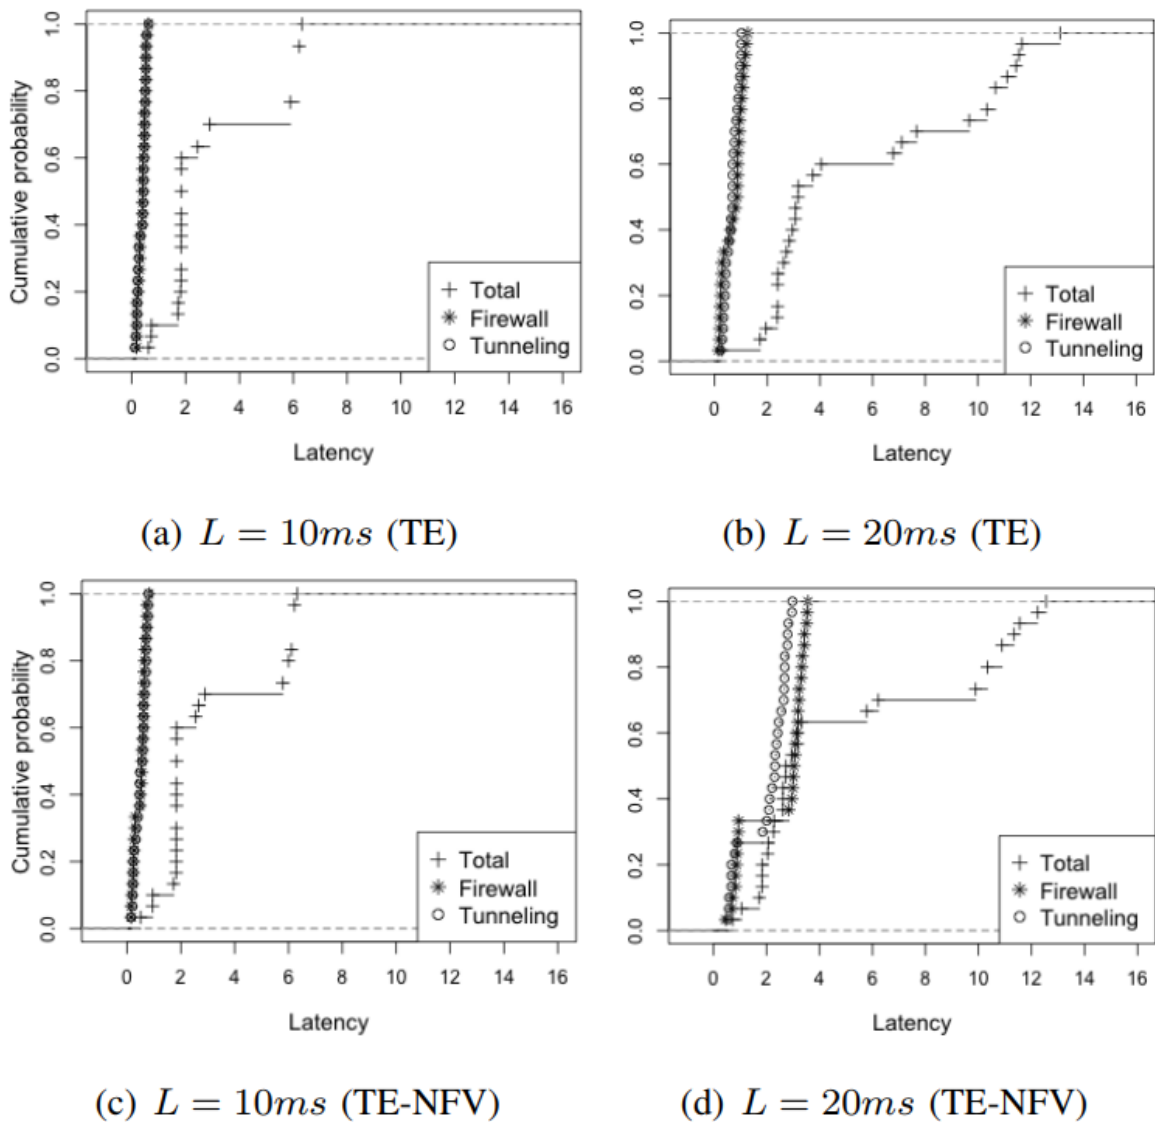 Cumulative probability
1.0
0.8
0.6
0.4
0.2
0.0
Total
Firewall
Tunneling
0 2 4 6 8 10 12 14 16
Latency
(a) L = 10ms (TE)
1.0
0.8
0.6
0.4
0.2
0.0
Total
Firewall
Tunneling
0 2 4 6 8 10 12 14 16
Latency
(b) L = 20ms (TE)
Cumulative probability
1.0
0.8
0.6
0.4
0.2
0.0
Total
Firewall
Tunneling
0 2 4 6 8 10 12 14 16
Latency
(c) L = 10ms (TE-NFV)
1.0
0.8
0.6
0.4
0.2
0.0
Total
Firewall
Tunneling
0 2 4 6 8 10 12 14 16
Latency
(d) L = 20ms (TE-NFV)